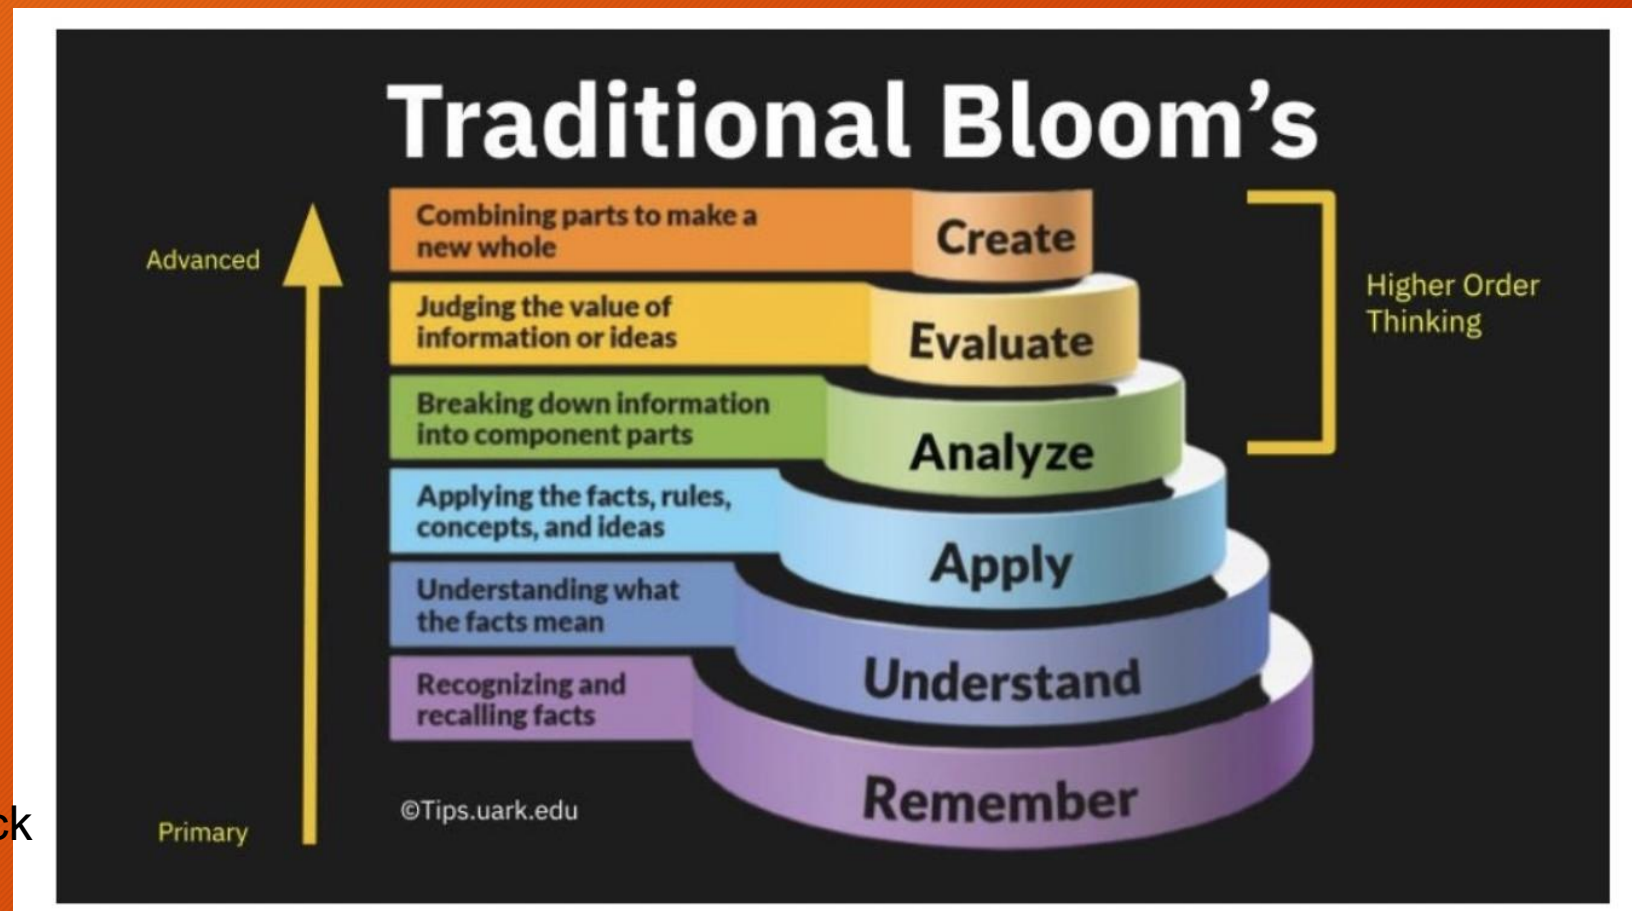 Traditional Bloom's
Advanced
Combining parts to make a
new whole
Create
Judging the value of
information or ideas
Evaluate
Higher Order
Thinking
Breaking down information
into component parts
Analyze
Applying the facts, rules,
concepts, and ideas
Apply
Understanding what
the facts mean
Understand
Recognizing and
recalling facts
Remember
©Tips.uark.edu
Primary